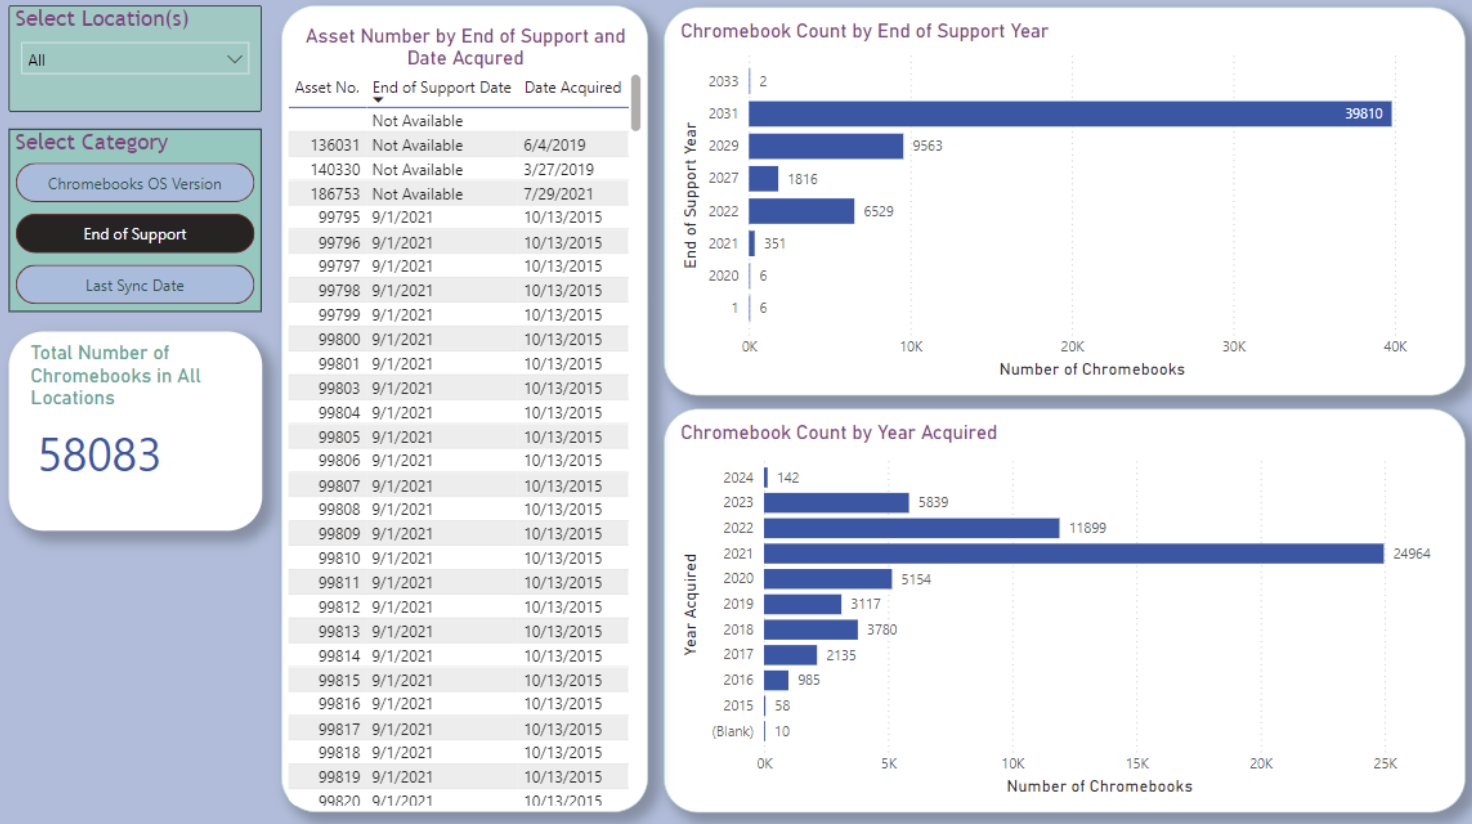 Select Location(s)
All
Select Category
Chromebooks OS Version
End of Support
Last Sync Date
Total Number of
Chromebooks in All
Locations
58083
Asset Number by End of Support and
Date Acqured
Asset No. End of Support Date Date Acquired
Not Available
136031 Not Available 6/4/2019
140330 Not Available 3/27/2019
186753 Not Available 7/29/2021
99795 9/1/2021 10/13/2015
99796 9/1/2021 10/13/2015
99797 9/1/2021 10/13/2015
99798 9/1/2021 10/13/2015
99799 9/1/2021 10/13/2015
99800 9/1/2021 10/13/2015
99801 9/1/2021 10/13/2015
99803 9/1/2021 10/13/2015
99804 9/1/2021 10/13/2015
99805 9/1/2021 10/13/2015
99806 9/1/2021 10/13/2015
99807 9/1/2021 10/13/2015
99808 9/1/2021 10/13/2015
99809 9/1/2021 10/13/2015
99810 9/1/2021 10/13/2015
99811 9/1/2021 10/13/2015
99812 9/1/2021 10/13/2015
99813 9/1/2021 10/13/2015
99814 9/1/2021 10/13/2015
99815 9/1/2021 10/13/2015
99816 9/1/2021 10/13/2015
99817 9/1/2021 10/13/2015
99818 9/1/2021 10/13/2015
99819 9/1/2021 10/13/2015
99820 9/1/2021 10/13/2015
Chromebook Count by End of Support Year
End of Support Year
2033 2
2031 39810
2029 9563
2027 1816
2022 6529
2021 351
2020 6
1 6
0K 10K 20K 30K 40K
Number of Chromebooks
Chromebook Count by Year Acquired
Year Acquired
2024 142
2023 5839
2022 11899
2021 24964
2020 5154
2019 3117
2018 3780
2017 2135
2016 985
2015 58
(Blank) 10
0K 5K 10K 15K 20K 25K
Number of Chromebooks